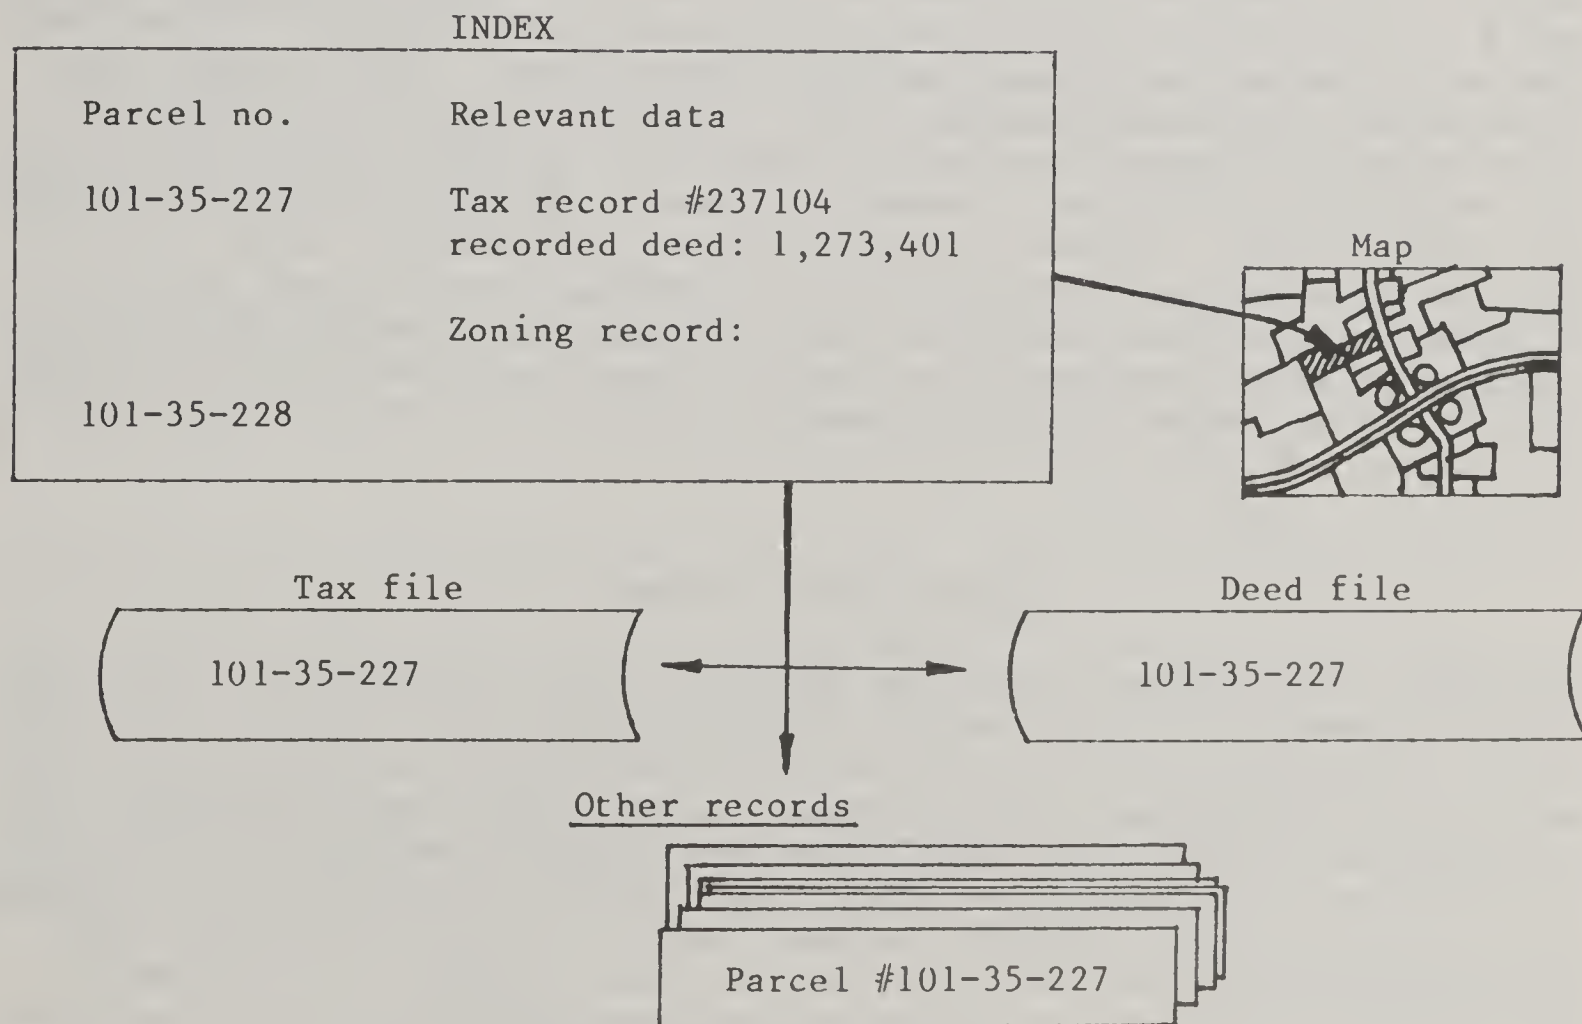 INDEX
Parcel no. Relevant data
101-35-227 Tax record #237104
recorded deed: 1,273,401
Zoning record:
101-35-228
Map
Tax file
Deed file
101-35-227
101-35-227
Other records
Parcel #101-35-227